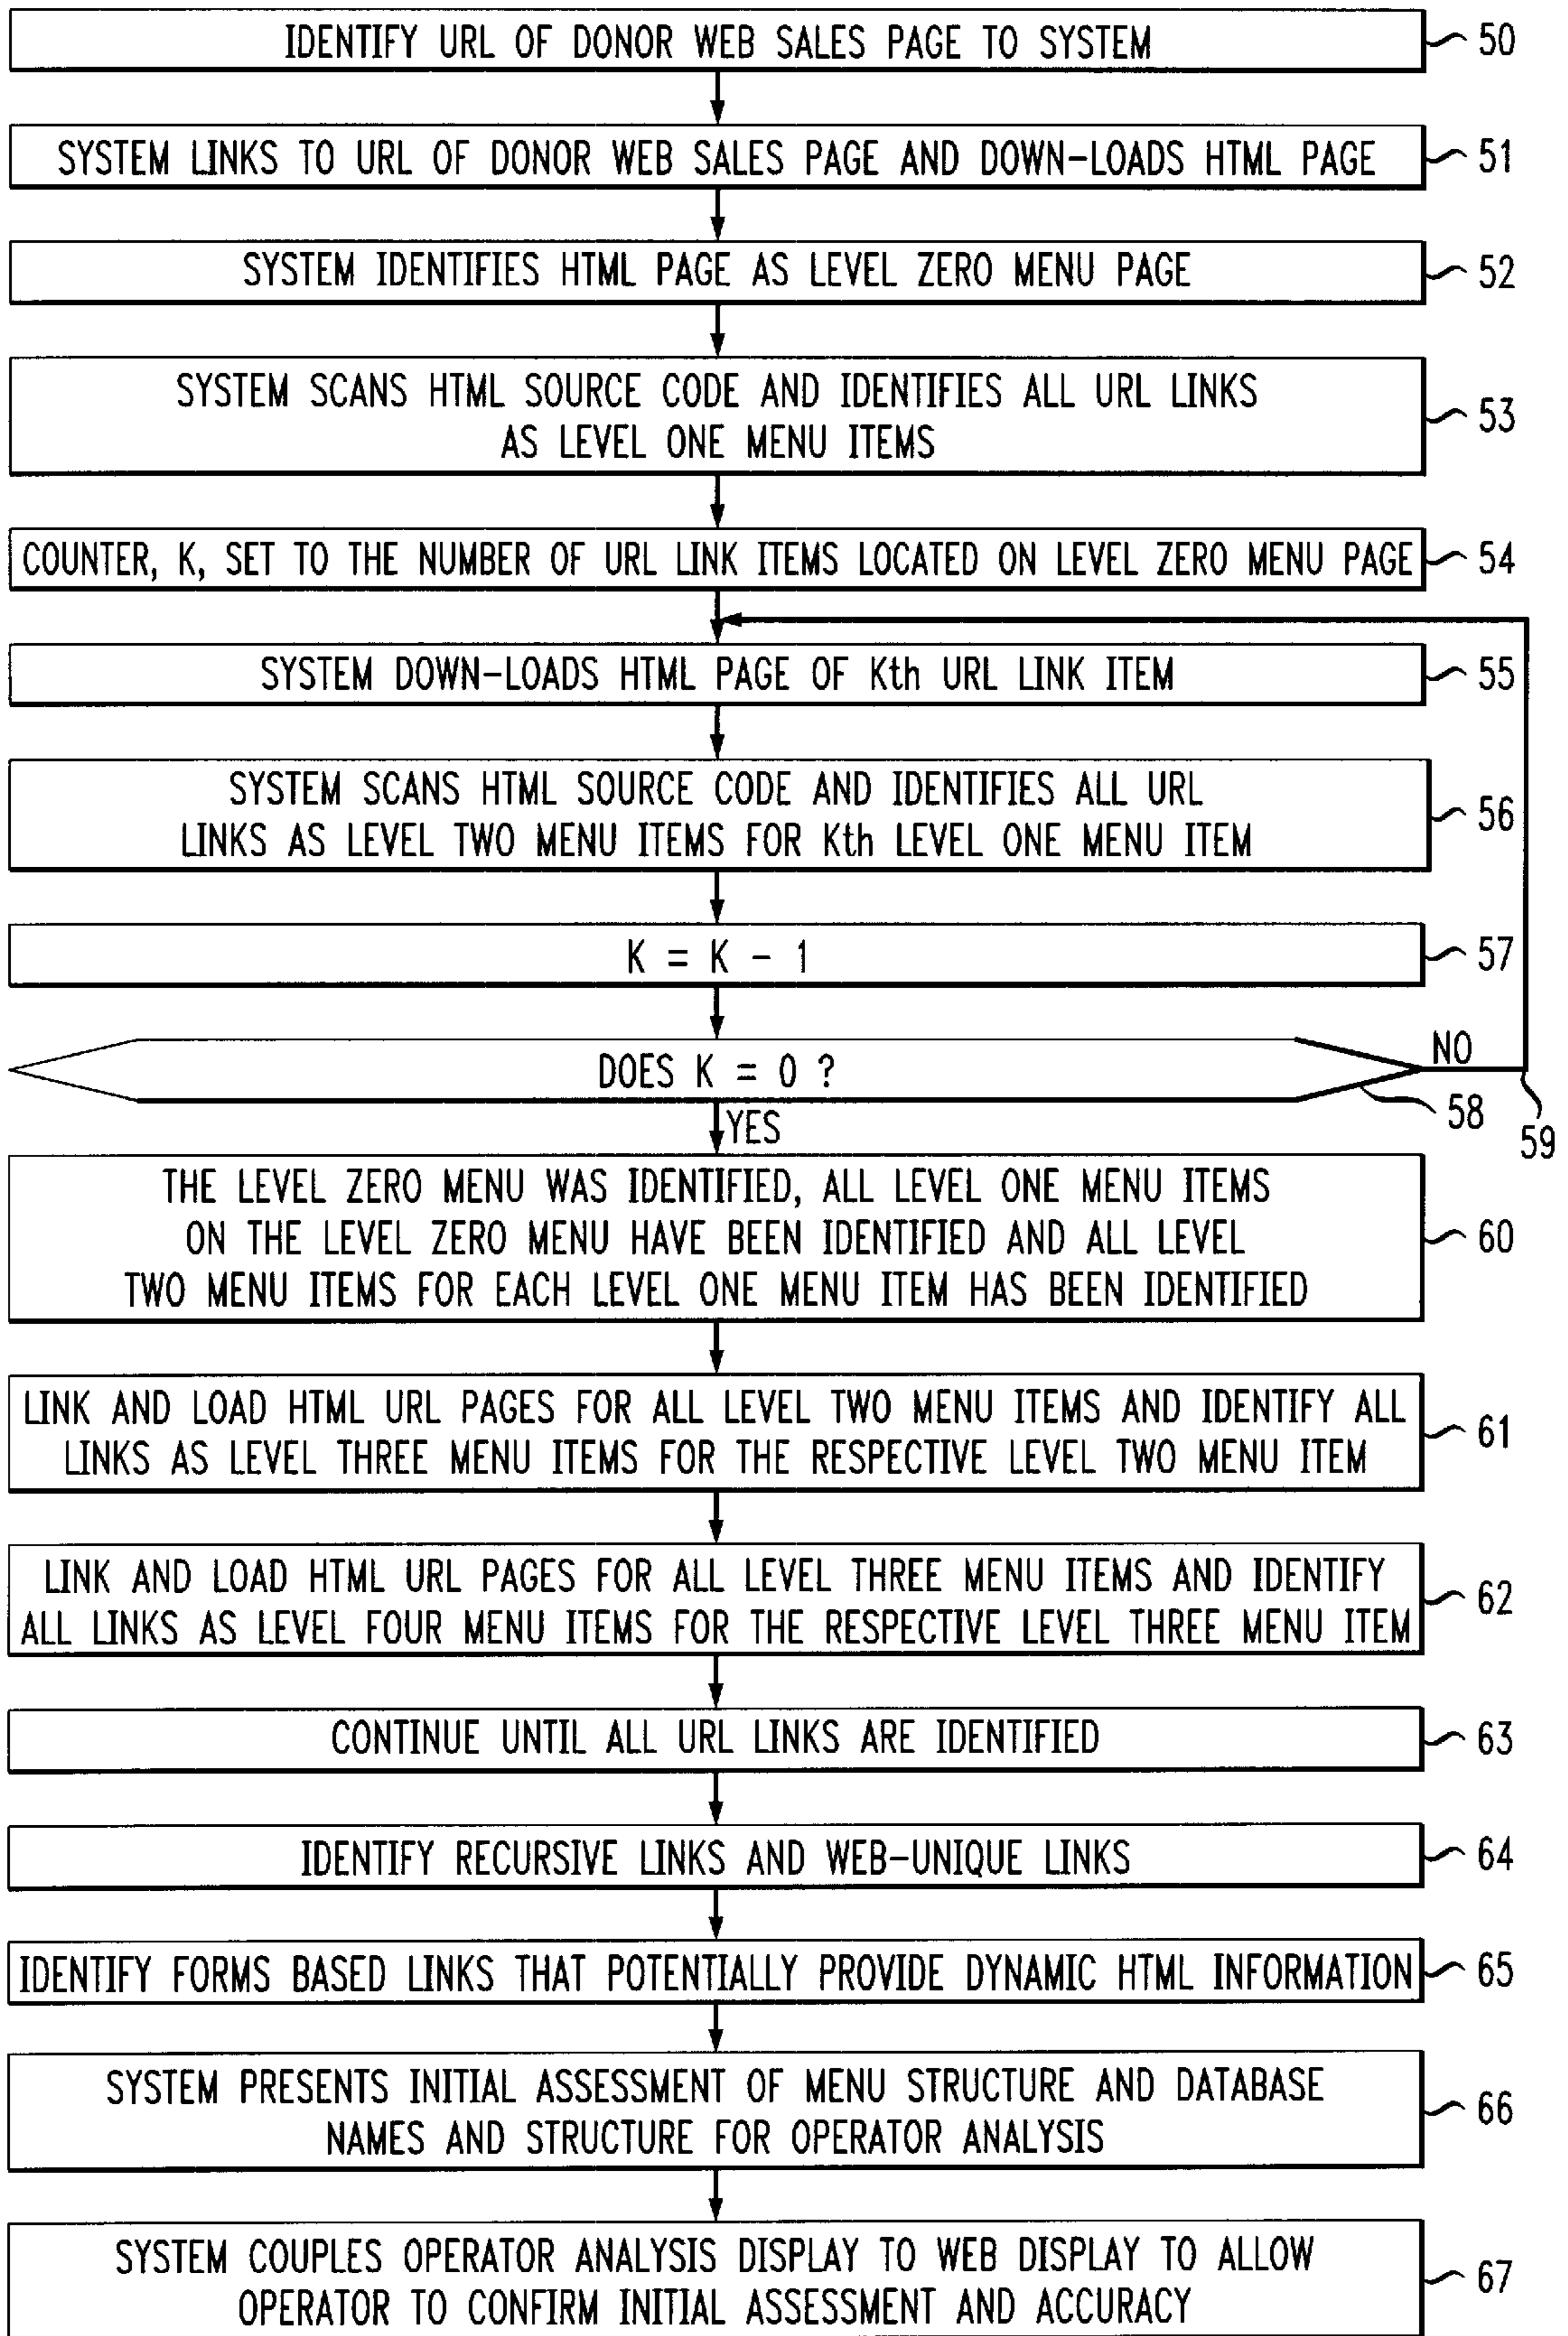 IDENTIFY URL OF DONOR WEB SALES PAGE TO SYSTEM
50
SYSTEM LINKS TO URL OF DONOR WEB SALES PAGE AND DOWN-LOADS HTML PAGE
51
SYSTEM IDENTIFIES HTML PAGE AS LEVEL ZERO MENU PAGE
52
SYSTEM SCANS HTML SOURCE CODE AND IDENTIFIES ALL URL LINKS
AS LEVEL ONE MENU ITEMS
53
COUNTER, K, SET TO THE NUMBER OF URL LINK ITEMS LOCATED ON LEVEL ZERO MENU PAGE
54
SYSTEM DOWN-LOADS HTML PAGE OF Kth URL LINK ITEM
55
SYSTEM SCANS HTML SOURCE CODE AND IDENTIFIES ALL URL
LINKS AS LEVEL TWO MENU ITEMS FOR Kth LEVEL ONE MENU ITEM
56
K = K - 1
57
DOES K = 0 ?
NO
58
59
YES
THE LEVEL ZERO MENU WAS IDENTIFIED, ALL LEVEL ONE MENU ITEMS
ON THE LEVEL ZERO MENU HAVE BEEN IDENTIFIED AND ALL LEVEL
TWO MENU ITEMS FOR EACH LEVEL ONE MENU ITEM HAS BEEN IDENTIFIED
60
LINK AND LOAD HTML URL PAGES FOR ALL LEVEL TWO MENU ITEMS AND IDENTIFY ALL
LINKS AS LEVEL THREE MENU ITEMS FOR THE RESPECTIVE LEVEL TWO MENU ITEM
61
LINK AND LOAD HTML URL PAGES FOR ALL LEVEL THREE MENU ITEMS AND IDENTIFY
ALL LINKS AS LEVEL FOUR MENU ITEMS FOR THE RESPECTIVE LEVEL THREE MENU ITEM
62
CONTINUE UNTIL ALL URL LINKS ARE IDENTIFIED
63
IDENTIFY RECURSIVE LINKS AND WEB-UNIQUE LINKS
64
IDENTIFY FORMS BASED LINKS THAT POTENTIALLY PROVIDE DYNAMIC HTML INFORMATION
65
SYSTEM PRESENTS INITIAL ASSESSMENT OF MENU STRUCTURE AND DATABASE
NAMES AND STRUCTURE FOR OPERATOR ANALYSIS
66
SYSTEM COUPLES OPERATOR ANALYSIS DISPLAY TO WEB DISPLAY TO ALLOW
OPERATOR TO CONFIRM INITIAL ASSESSMENT AND ACCURACY
67